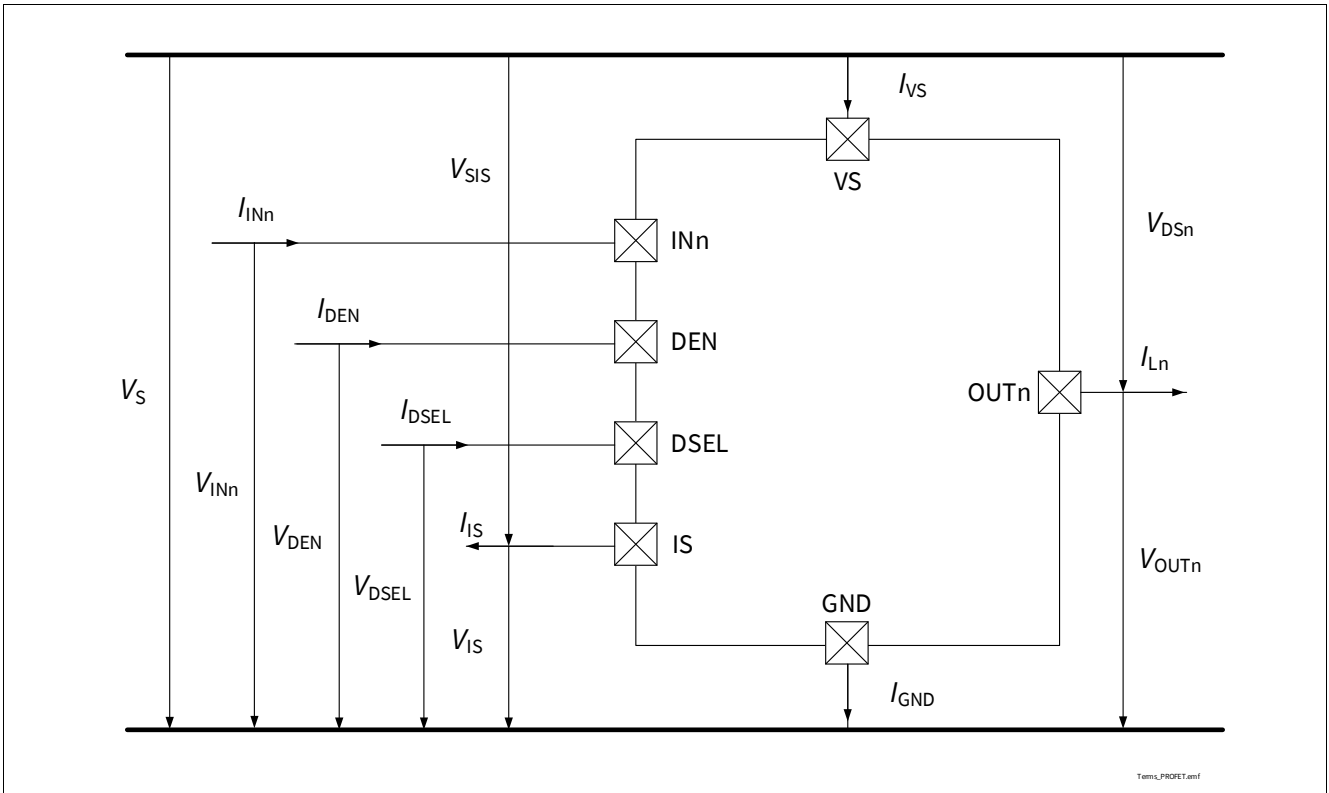 I_VS
VS
V_SIS
V_DSn
I_INn
INn
I_DEN
DEN
I_Ln
V_S
OUTn
I_DSEL
DSEL
V_INn
I_IS
IS
V_DEN
V_OUTn
V_DSEL
GND
V_IS
I_GND
Terms_PROFET.emf